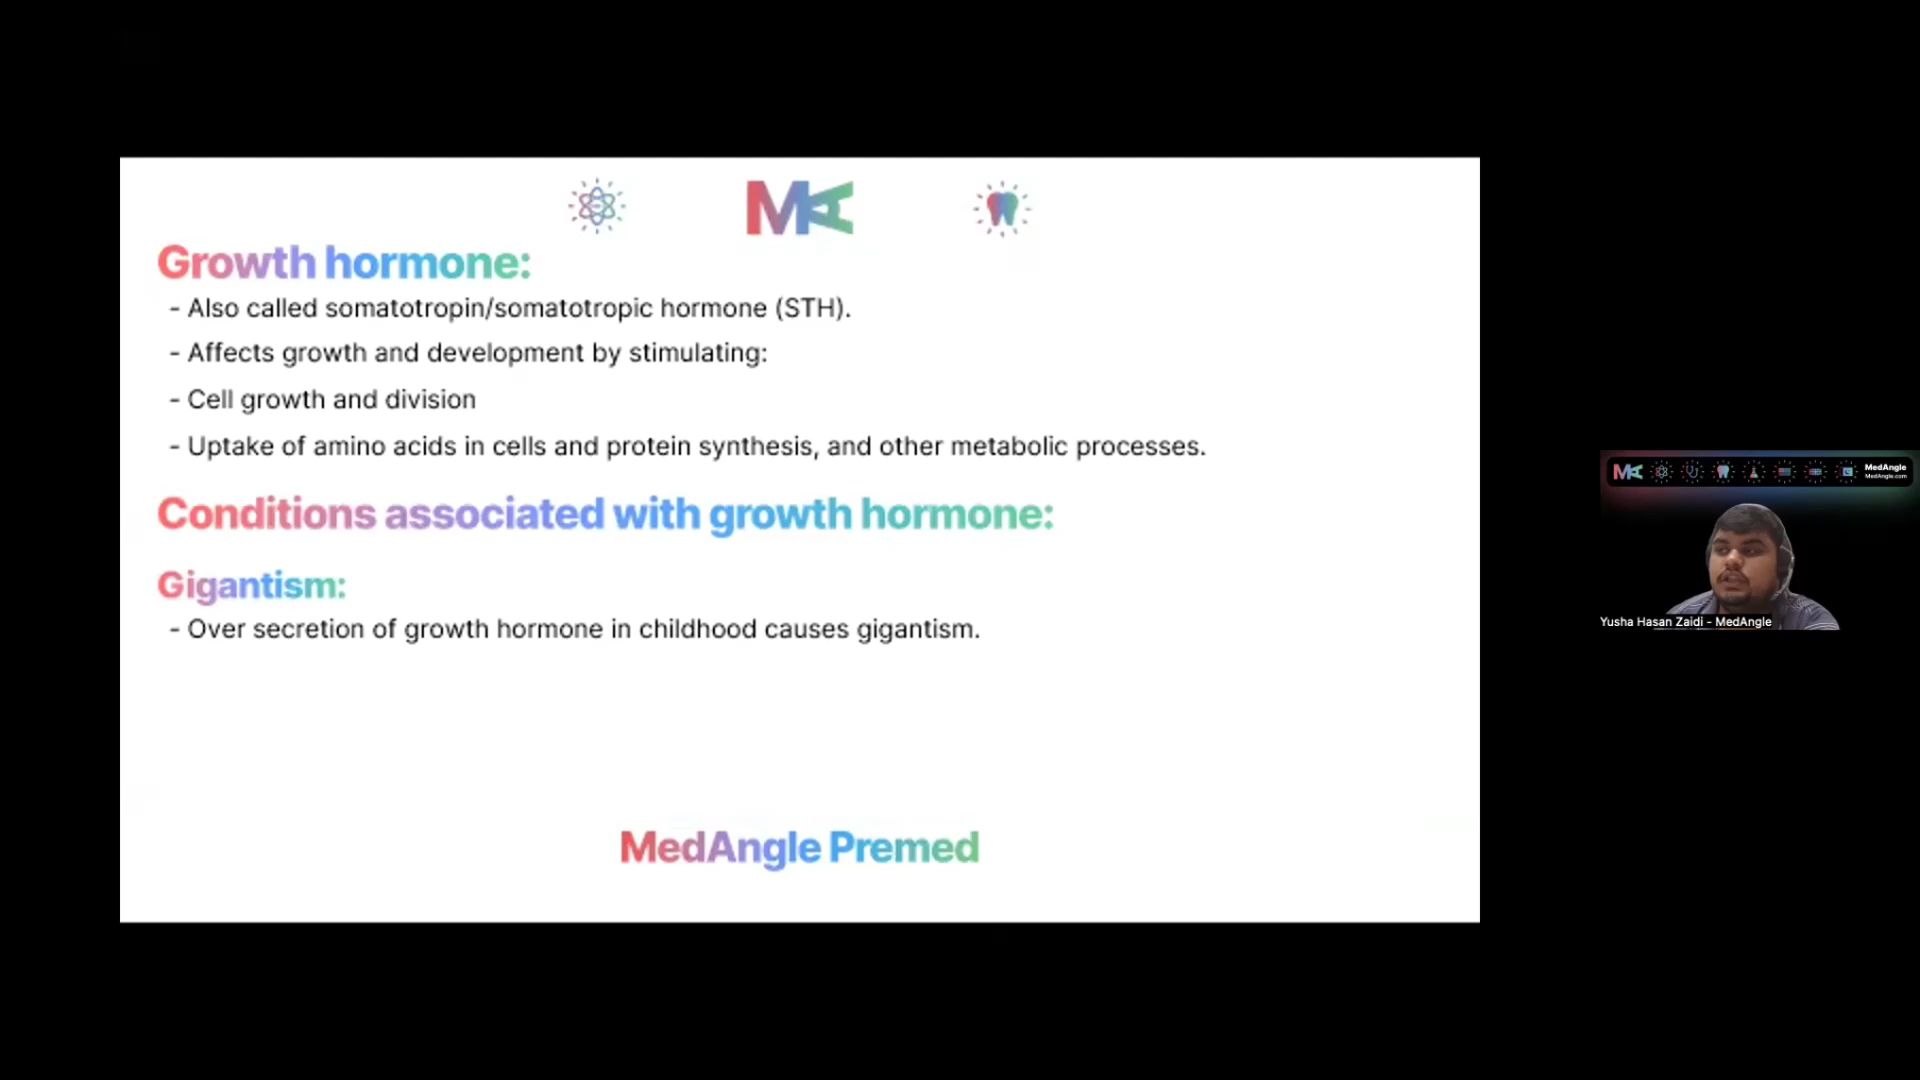 MA
Growth hormone:
- Also called somatotropin/somatotropic hormone (STH).
- Affects growth and development by stimulating:
- Cell growth and division
- Uptake of amino acids in cells and protein synthesis, and other metabolic processes.
Conditions associated with growth hormone:
Gigantism:
- Over secretion of growth hormone in childhood causes gigantism.
MedAngle Premed
MA
MedAngle
MedAngle.com
Yusha Hasan Zaidi - MedAngle